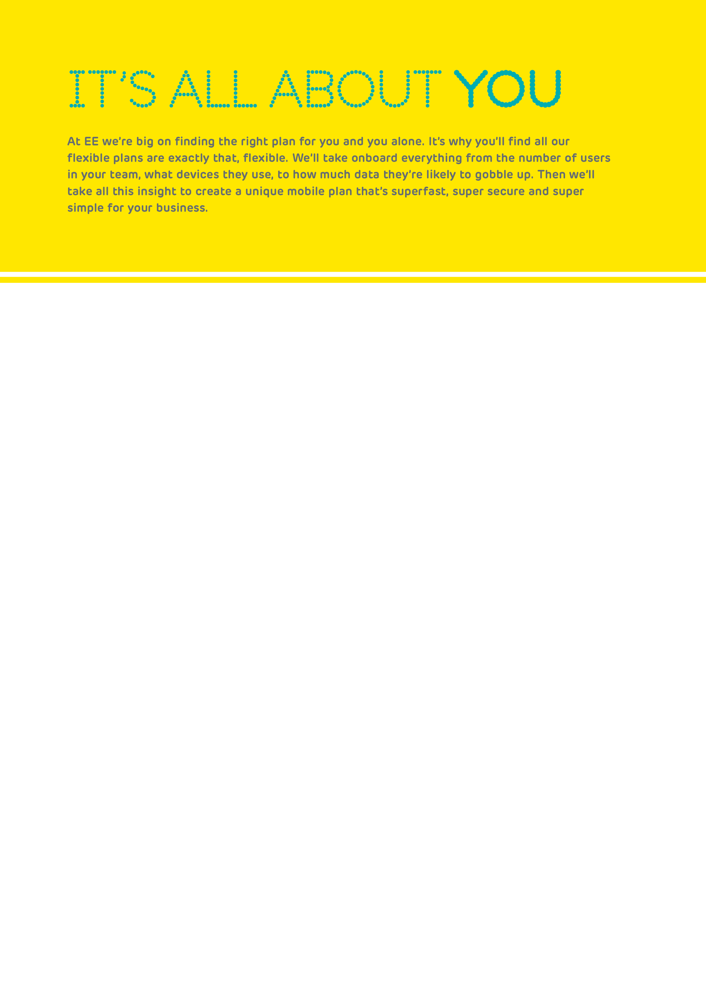 IT’S ALL ABOUT YOU
At EE we’re big on finding the right plan for you and you alone. It’s why you’ll find all our
flexible plans are exactly that, flexible. We’ll take onboard everything from the number of users
in your team, what devices they use, to how much data they’re likely to gobble up. Then we’ll
take all this insight to create a unique mobile plan that’s superfast, super secure and super
simple for your business.